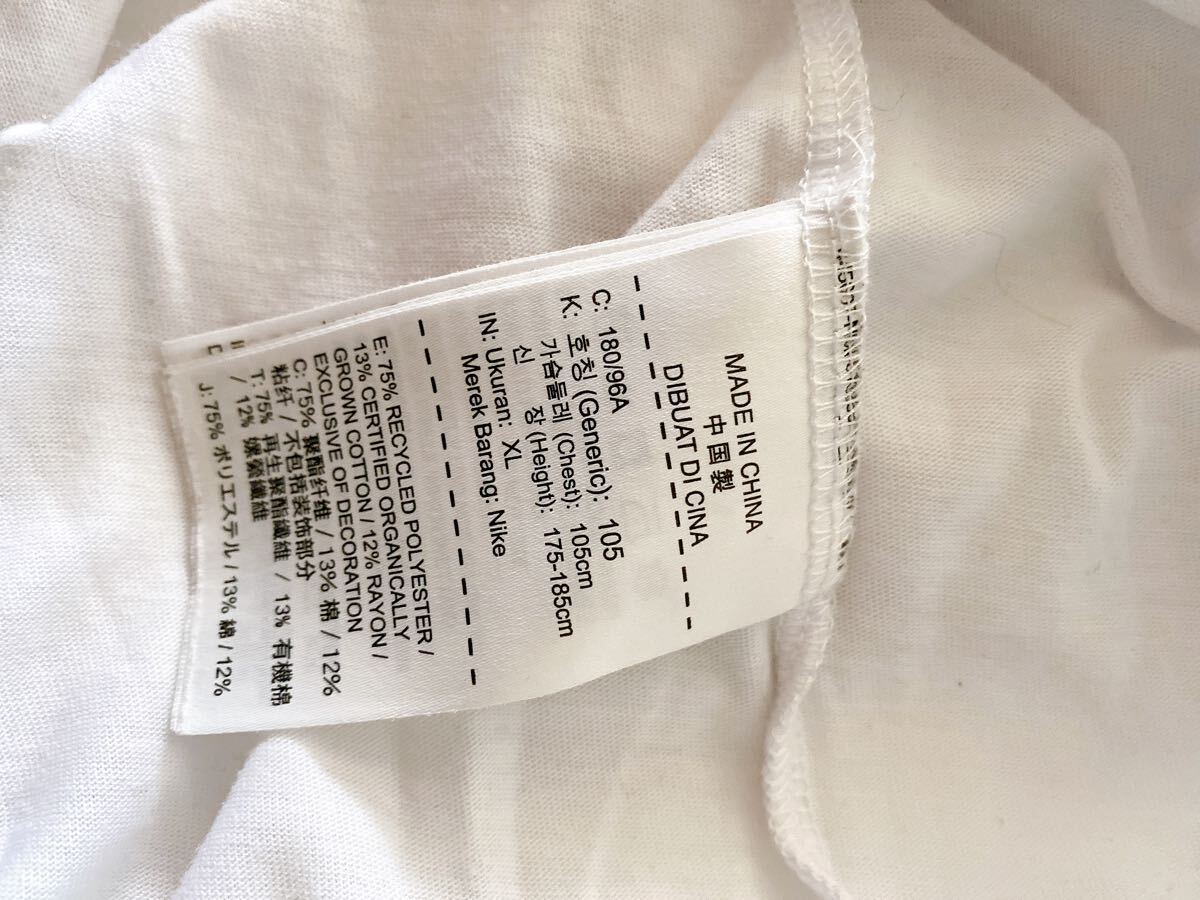 MADE IN CHINA
中国製
DIBUAT DI CINA
C: 180/96A
K: 호칭 (Generic): 105
가슴둘레 (Chest): 105cm
신 장 (Height): 175-185cm
IN: Ukuran: XL
Merek Barang: Nike
E: 75% RECYCLED POLYESTER /
13% CERTIFIED ORGANICALLY
GROWN COTTON / 12% RAYON /
EXCLUSIVE OF DECORATION
C: 75% 聚酯纤维 / 13% 棉 / 12%
粘纤 / 不包括装饰部分
T: 75% 再生聚酯纖維 / 13% 有機棉
/ 12% 嫘縈纖維
J: 75% ポリエステル / 13% 綿 / 12%